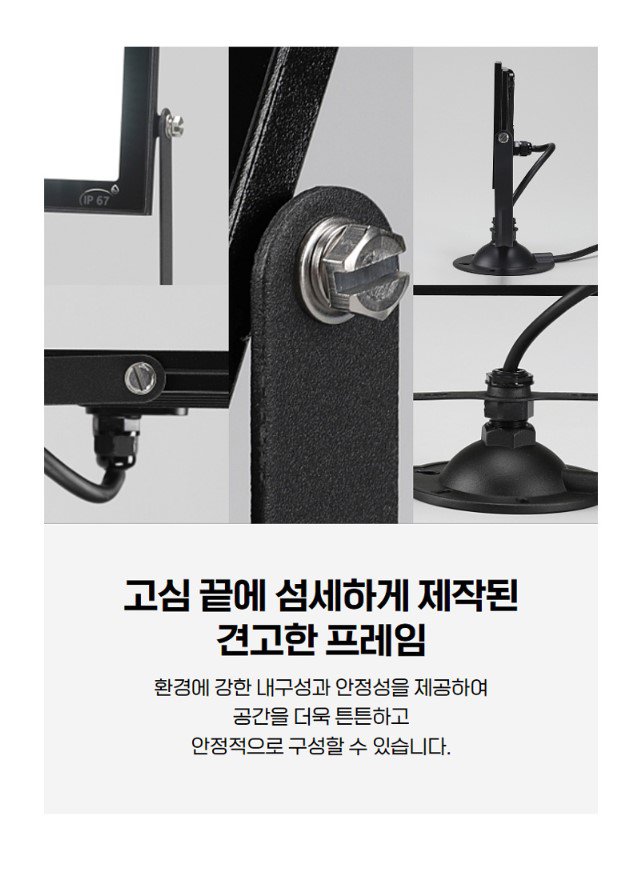 IP 67
고심 끝에 섬세하게 제작된
견고한 프레임
환경에 강한 내구성과 안정성을 제공하여
공간을 더욱 튼튼하고
안정적으로 구성할 수 있습니다.